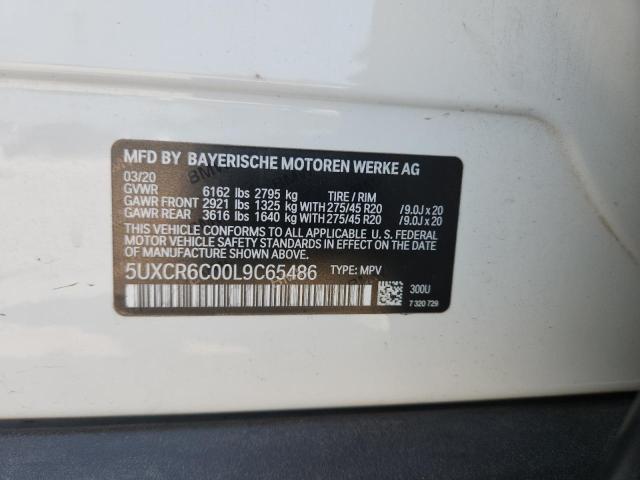 MFD BY BAYERISCHE MOTOREN WERKE AG
03/20
GVWR 6162 lbs 2795 kg TIRE / RIM
GAWR FRONT 2921 lbs 1325 kg WITH 275/45 R20 /9.0J x 20
GAWR REAR 3616 lbs 1640 kg WITH 275/45 R20 /9.0J x 20
THIS VEHICLE CONFORMS TO ALL APPLICABLE U. S. FEDERAL
MOTOR VEHICLE SAFETY STANDARDS IN EFFECT ON THE DATE
OF MANUFACTURE SHOWN ABOVE.
5UXCR6C00L9C65486 TYPE: MPV
300U
7 320 729